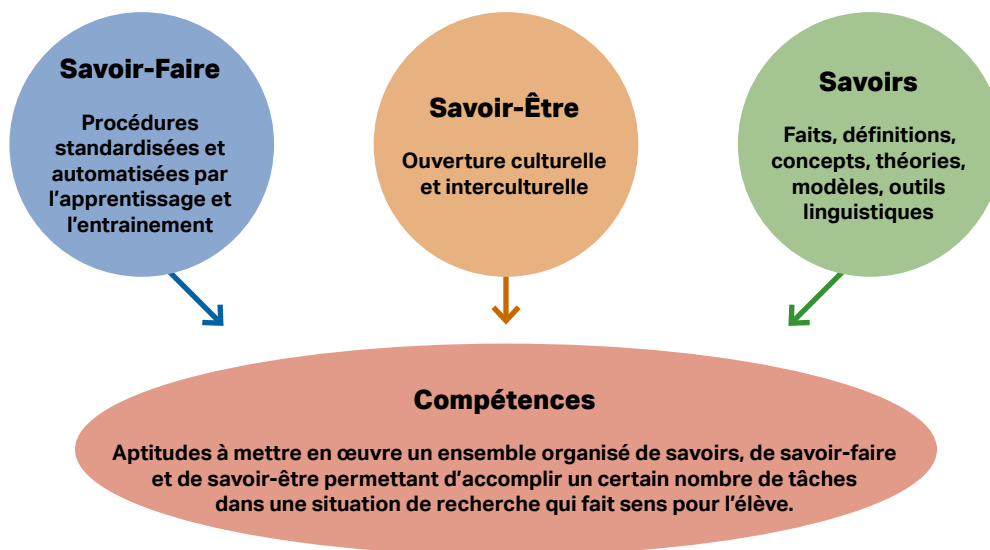 Savoir-Faire
Procédures
standardisées et
automatisées par
l'apprentissage et
l'entrainement
Savoir-Être
Ouverture culturelle
et interculturelle
Savoirs
Faits, définitions,
concepts, théories,
modèles, outils
linguistiques
Compétences
Aptitudes à mettre en œuvre un ensemble organisé de savoirs, de savoir-faire
et de savoir-être permettant d'accomplir un certain nombre de tâches
dans une situation de recherche qui fait sens pour l'élève.